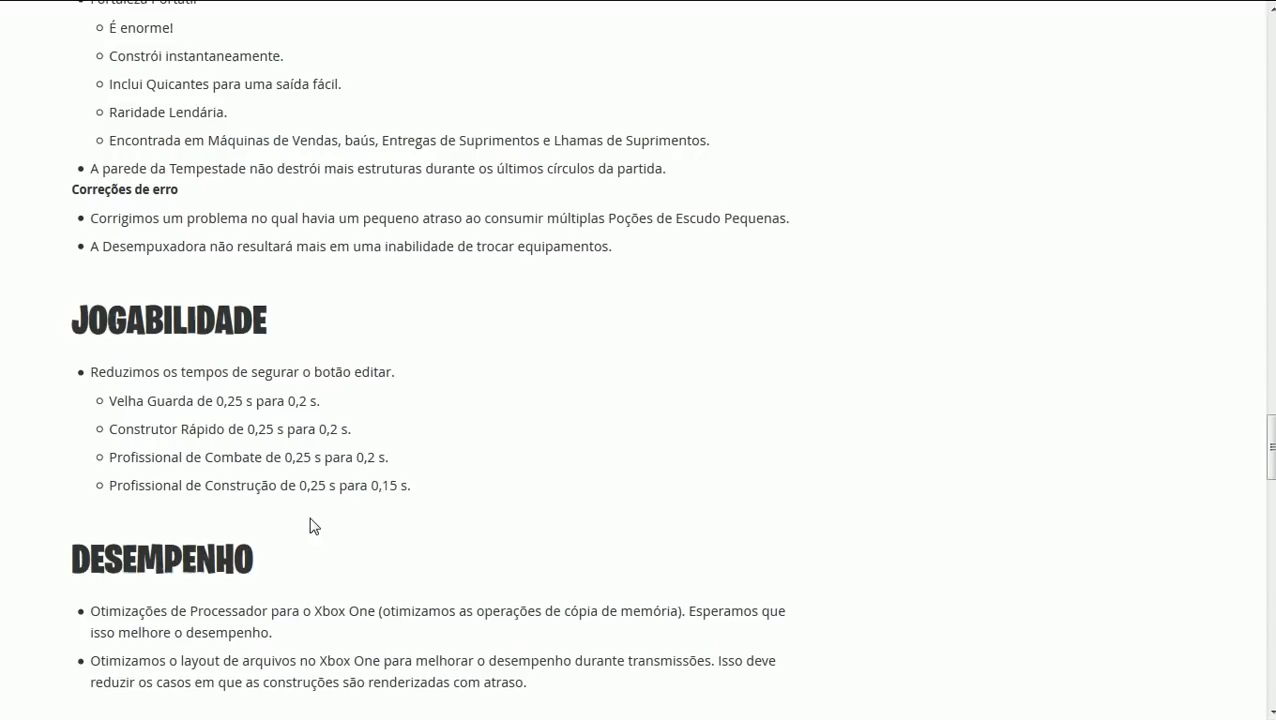 Fortaleza Portátil
É enorme!
Constrói instantaneamente.
Inclui Quicantes para uma saída fácil.
Raridade Lendária.
Encontrada em Máquinas de Vendas, baús, Entregas de Suprimentos e Lhamas de Suprimentos.
A parede da Tempestade não destrói mais estruturas durante os últimos círculos da partida.
Correções de erro
Corrigimos um problema no qual havia um pequeno atraso ao consumir múltiplas Poções de Escudo Pequenas.
A Desempuxadora não resultará mais em uma inabilidade de trocar equipamentos.
JOGABILIDADE
Reduzimos os tempos de segurar o botão editar.
Velha Guarda de 0,25 s para 0,2 s.
Construtor Rápido de 0,25 s para 0,2 s.
Profissional de Combate de 0,25 s para 0,2 s.
Profissional de Construção de 0,25 s para 0,15 s.
DESEMPENHO
Otimizações de Processador para o Xbox One (otimizamos as operações de cópia de memória). Esperamos que
isso melhore o desempenho.
Otimizamos o layout de arquivos no Xbox One para melhorar o desempenho durante transmissões. Isso deve
reduzir os casos em que as construções são renderizadas com atraso.